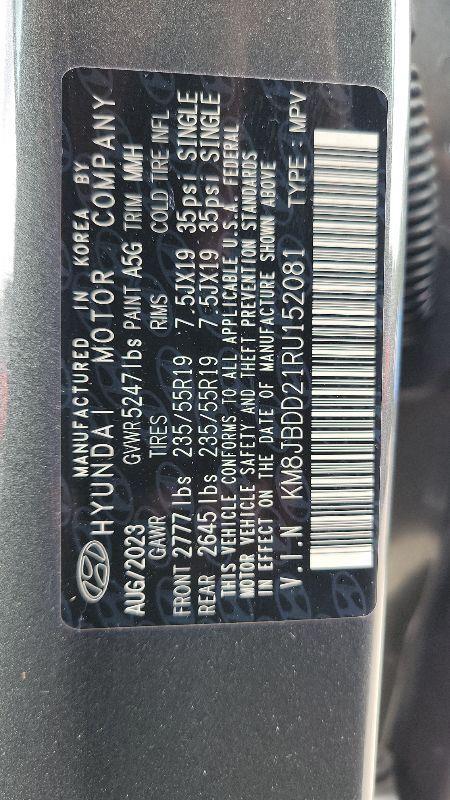 MANUFACTURED IN KOREA BY
HYUNDAI MOTOR COMPANY
AUG/2023 GVWR 5247 lbs PAINT A5G TRIM MMH
GAWR TIRES RIMS COLD TIRE INFL
FRONT 2777 lbs 235/55R19 7.5JX19 35psi SINGLE
REAR 2645 lbs 235/55R19 7.5JX19 35psi SINGLE
THIS VEHICLE CONFORMS TO ALL APPLICABLE U.S.A. FEDERAL
MOTOR VEHICLE SAFETY AND THEFT PREVENTION STANDARDS
IN EFFECT ON THE DATE OF MANUFACTURE SHOWN ABOVE
V.I.N KM8JBDD21RU152081 TYPE : MPV